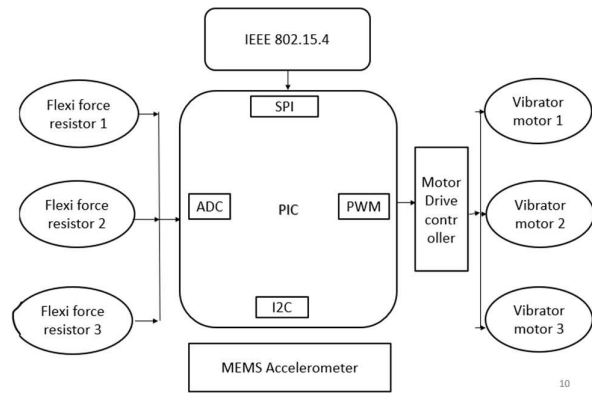 IEEE 802.15.4
Flexi force
resistor 1
SPI
Vibrator
motor 1
Flexi force
resistor 2
ADC
PIC
PWM
Motor
Drive
contr
oller
Vibrator
motor 2
Flexi force
resistor 3
I2C
Vibrator
motor 3
MEMS Accelerometer
10